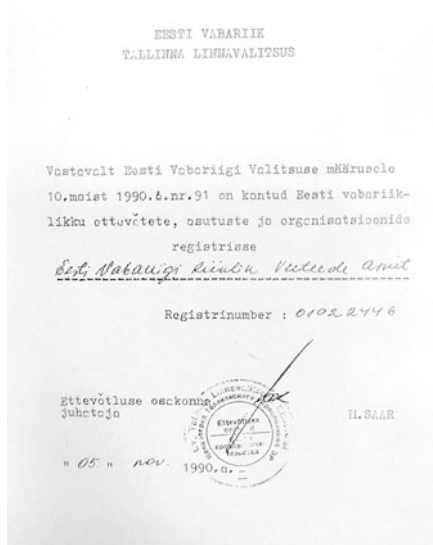 EESTI VABARIIK
TALLINNA LINNAVALITSUS
Vastavalt Eesti Vabariigi Valitsuse määrusele
10.maist 1990.a.nr.91 on kantud Eesti vabariik-
likku ettevõtete, asutuste ja organisatsioonide
registrisse
Eesti Vabariigi Riiklik Veeteede Amet
Registrinumber : 01022446
Ettevõtluse osakonna
juhataja
H.SAAR
" 05 " nov. 1990.a.